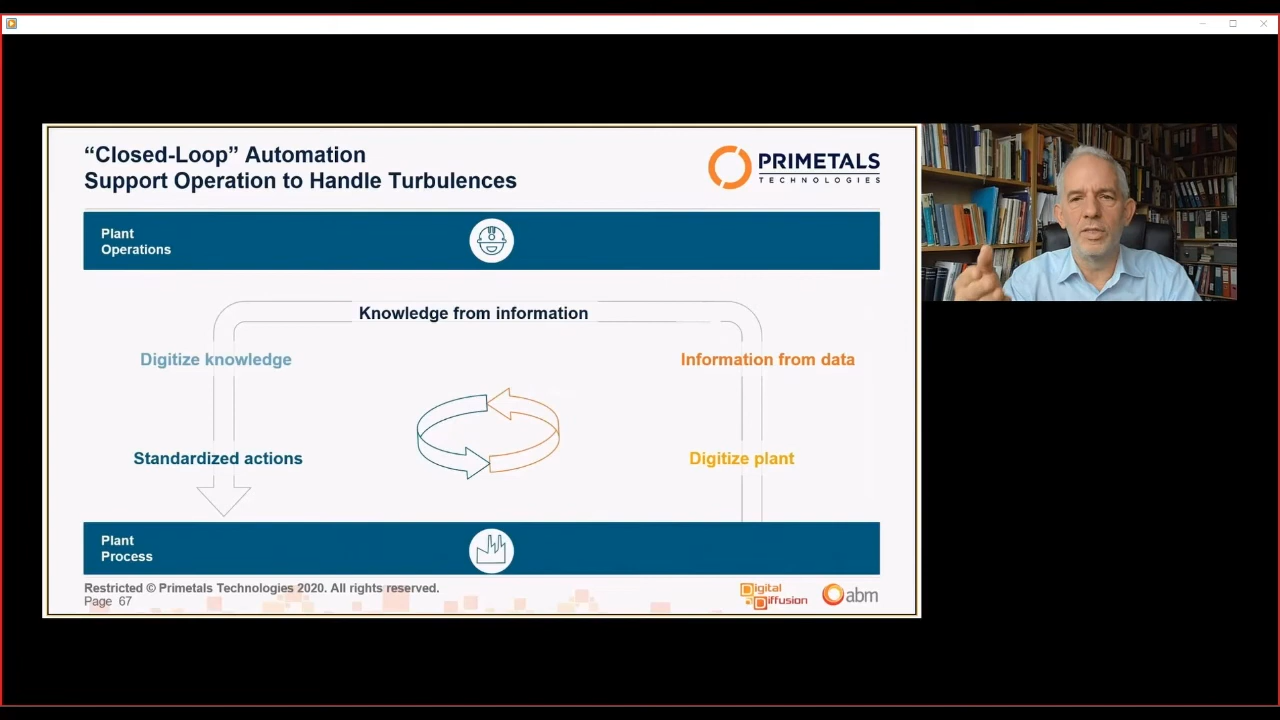 “Closed-Loop” Automation
Support Operation to Handle Turbulences
PRIMETALS
TECHNOLOGIES
Plant
Operations
Knowledge from information
Digitize knowledge
Information from data
Standardized actions
Digitize plant
Plant
Process
Restricted © Primetals Technologies 2020. All rights reserved.
Page 67
Digital
Diffusion
abm